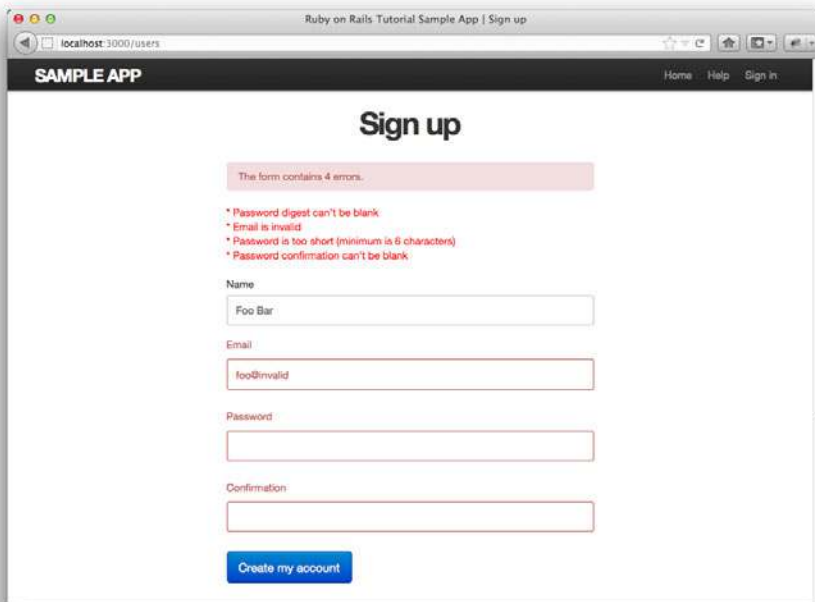 Ruby on Rails Tutorial Sample App | Sign up
localhost:3000/users
SAMPLE APP
Home Help Sign in
Sign up
The form contains 4 errors.
* Password digest can't be blank
* Email is invalid
* Password is too short (minimum is 6 characters)
* Password confirmation can't be blank
Name
Foo Bar
Email
foo@invalid
Password
Confirmation
Create my account